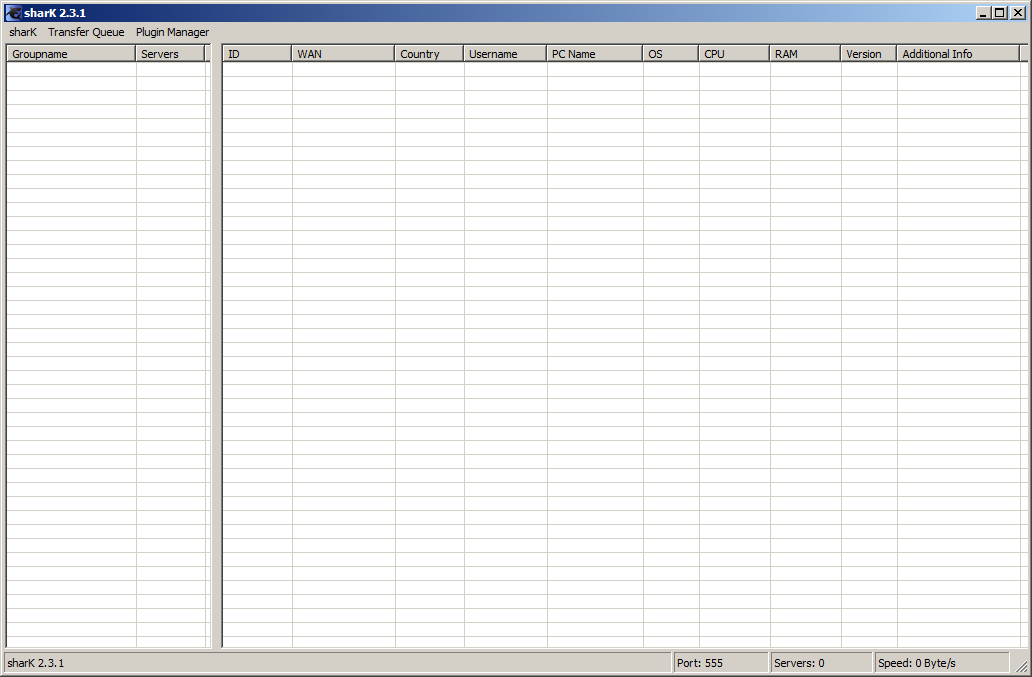 sharK 2.3.1
sharK Transfer Queue Plugin Manager
Groupname Servers ID WAN Country Username PC Name OS CPU RAM Version Additional Info
sharK 2.3.1 Port: 555 Servers: 0 Speed: 0 Byte/s